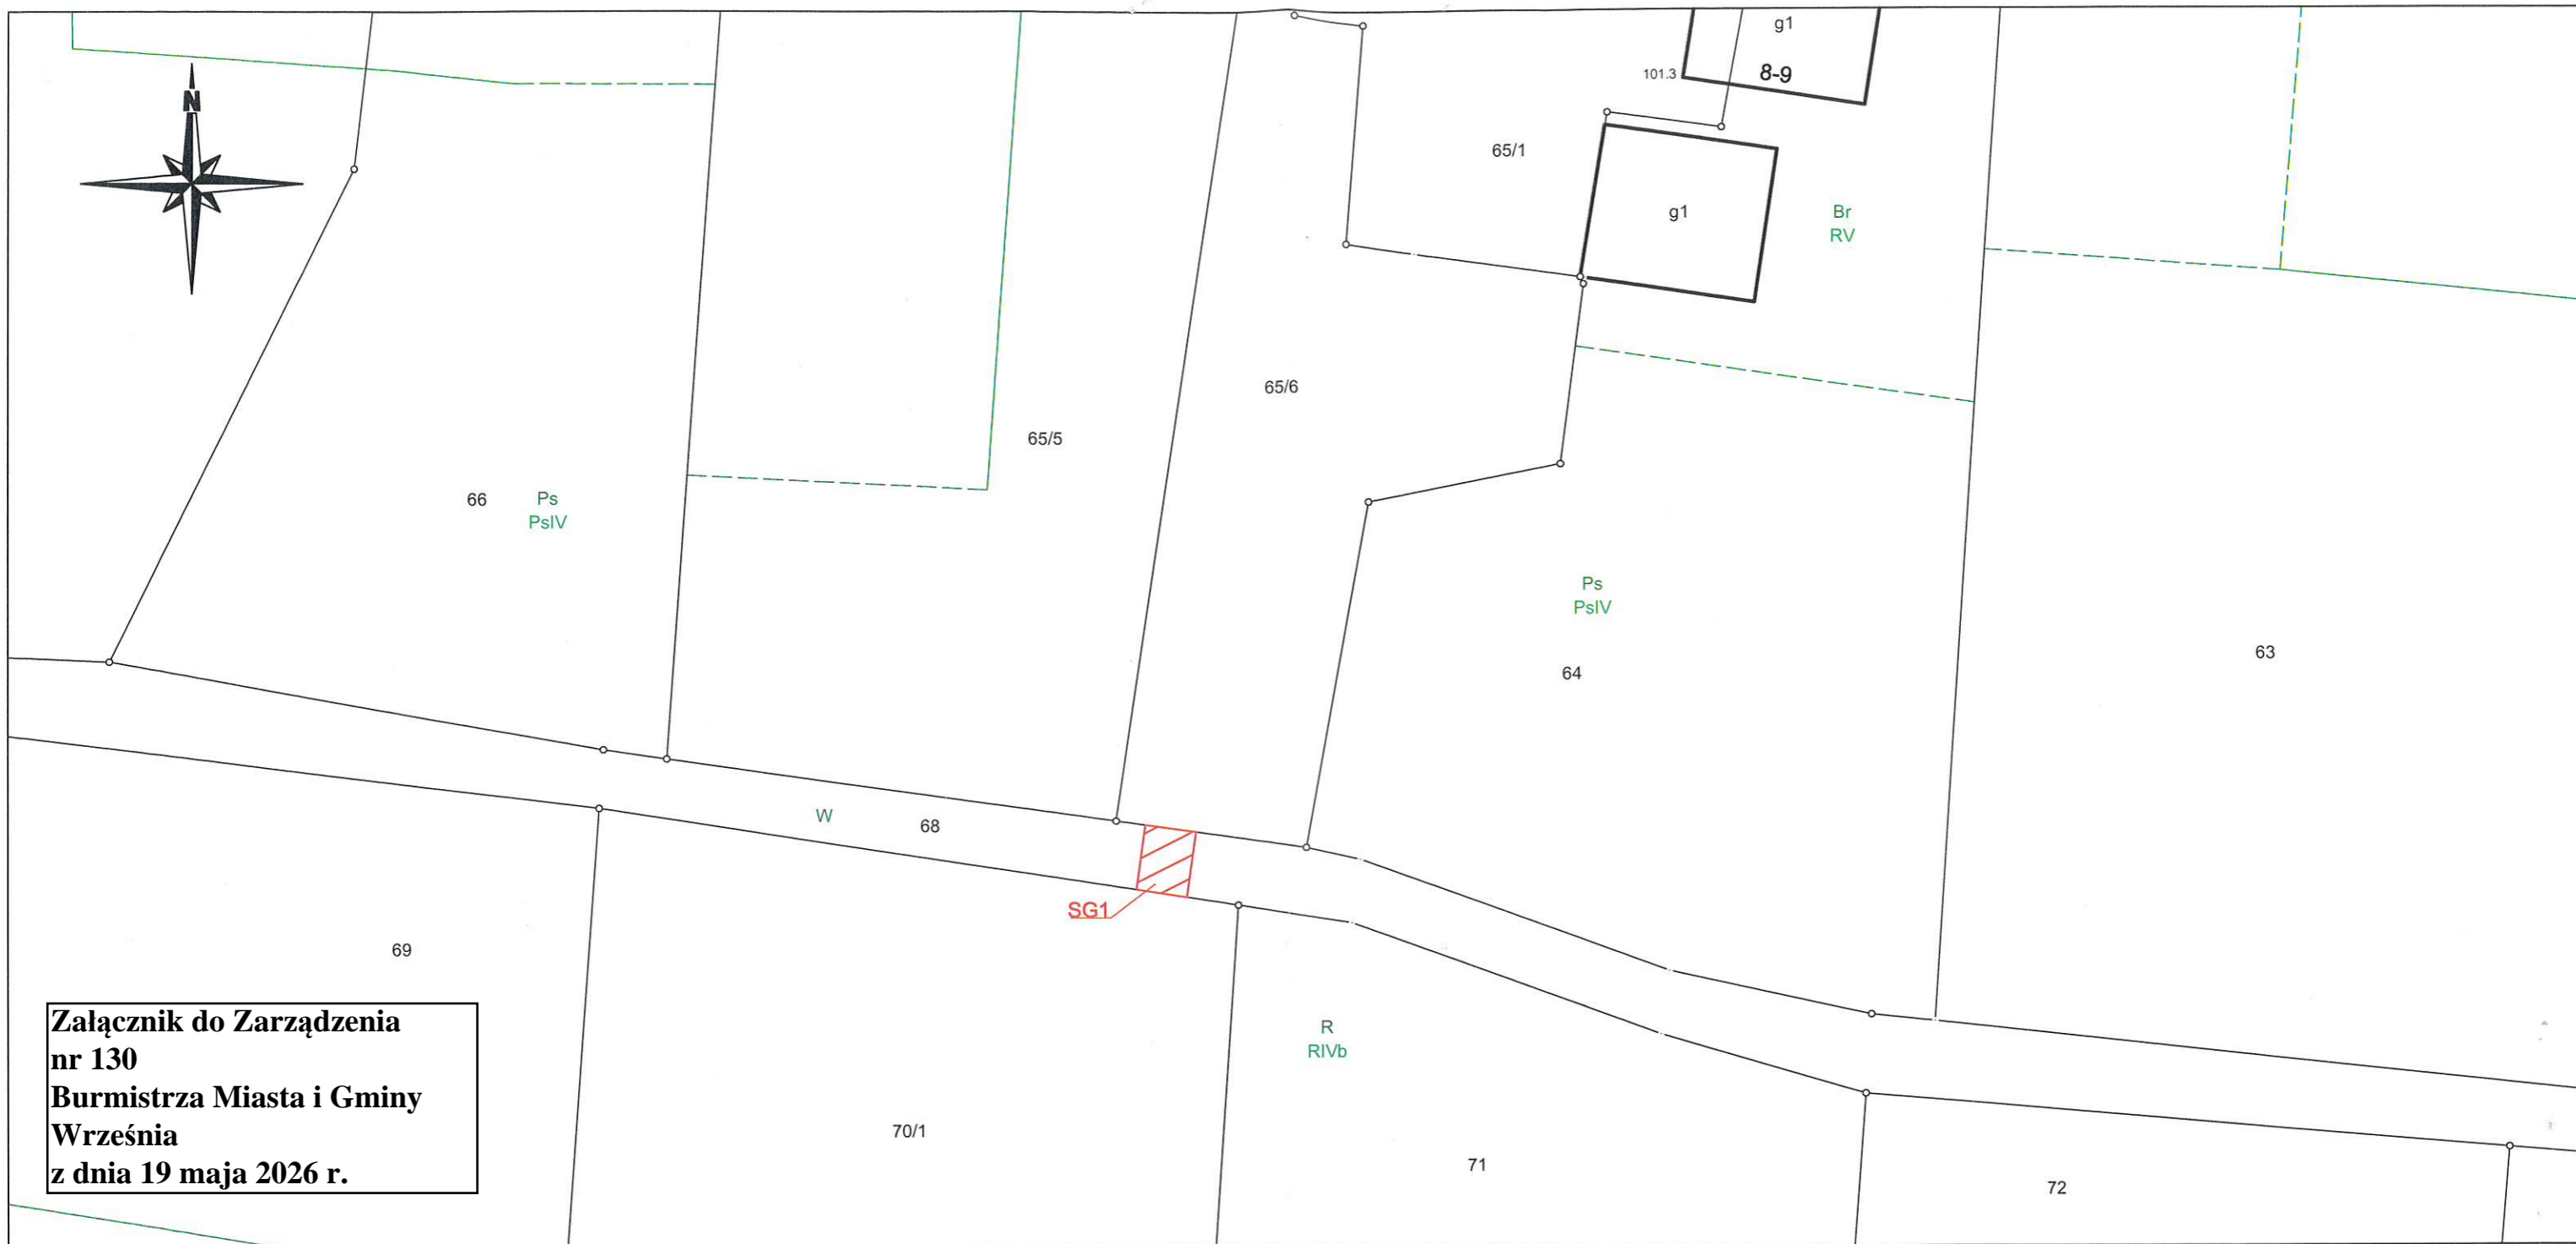 g1
8-9
101.3
N
65/1
g1
Br
RV
65/6
65/5
66
Ps
PsIV
Ps
PsIV
64
63
W
68
SG1
69
Załącznik do Zarządzenia
nr 130
Burmistrza Miasta i Gminy
Września
z dnia 19 maja 2026 r.
R
RIVb
70/1
71
72